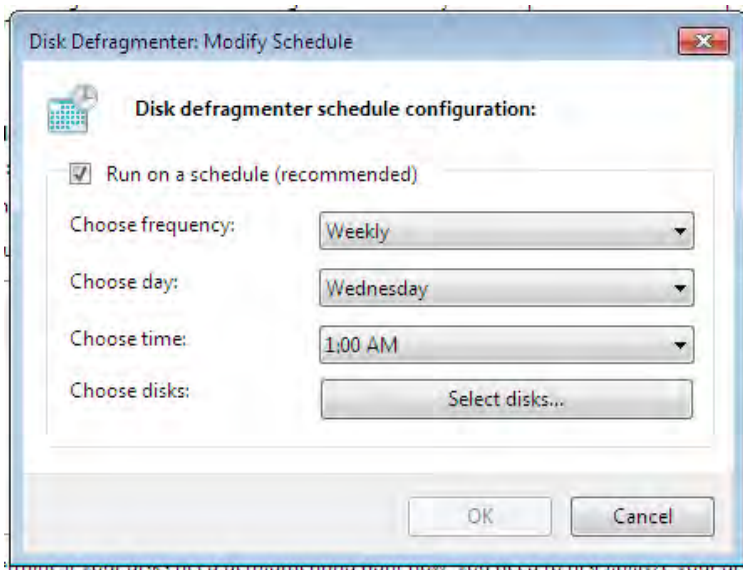 Disk Defragmenter: Modify Schedule
Disk defragmenter schedule configuration:
Run on a schedule (recommended)
Choose frequency: Weekly
Choose day: Wednesday
Choose time: 1:00 AM
Choose disks: Select disks...
OK Cancel